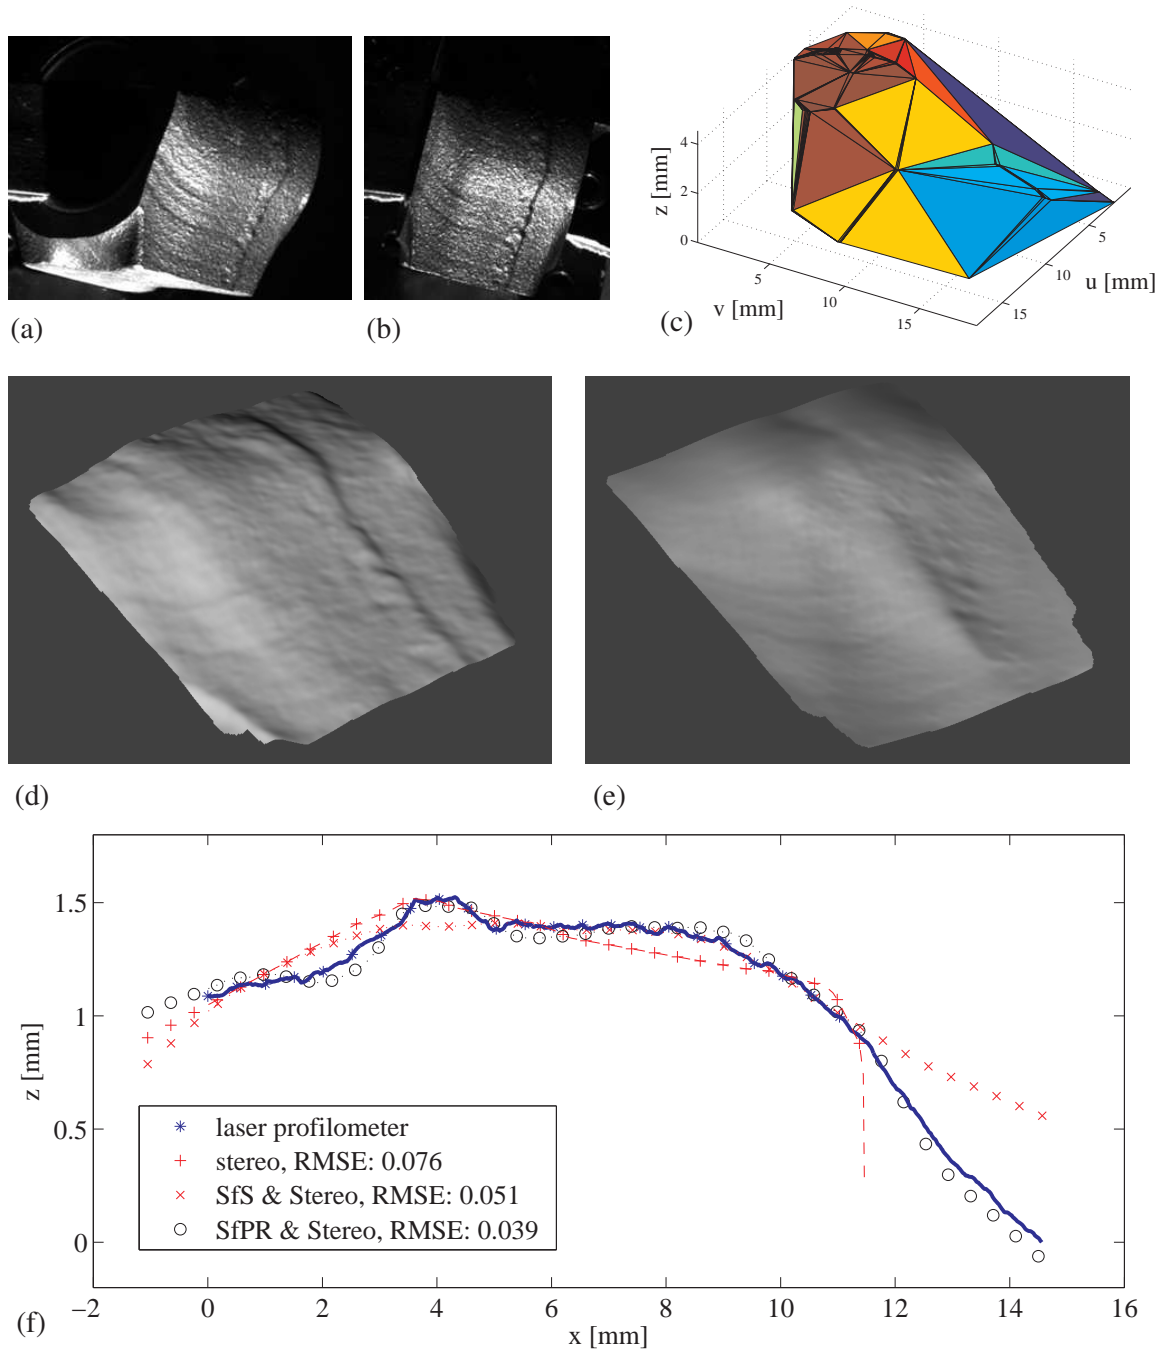 (a)
(b)
(c)
z [mm]
4
2
0
5
10
15
v [mm]
5
10
15
u [mm]
(d)
(e)
(f)
z [mm]
1.5
1
0.5
0
−2
0
2
4
6
8
10
12
14
16
x [mm]
laser profilometer
stereo, RMSE: 0.076
SfS & Stereo, RMSE: 0.051
SfPR & Stereo, RMSE: 0.039